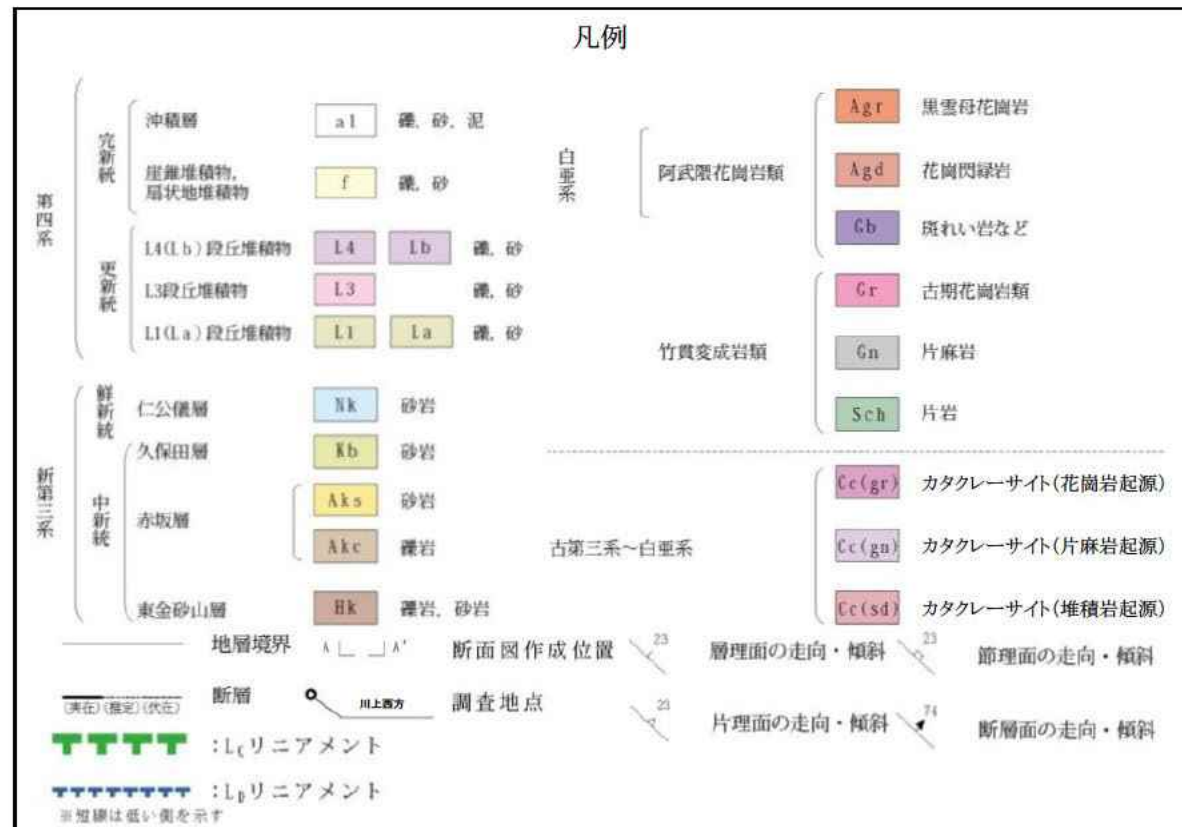 凡例
第四系
完新統
沖積層 al 礫, 砂, 泥
崖錐堆積物,
扇状地堆積物 f 礫, 砂
更新統
L4(Lb)段丘堆積物 L4 Lb 礫, 砂
L3段丘堆積物 L3 礫, 砂
L1(La)段丘堆積物 L1 La 礫, 砂
新第三系
鮮新統
仁公儀層 Nk 砂岩
中新統
久保田層 Kb 砂岩
赤坂層
Aks 砂岩
Akc 礫岩
東金砂山層 Hk 礫岩, 砂岩
白亜系
阿武隈花崗岩類
Agr 黒雲母花崗岩
Agd 花崗閃緑岩
Gb 斑れい岩など
竹貫変成岩類
Gr 古期花崗岩類
Gn 片麻岩
Sch 片岩
古第三系~白亜系
Cc(gr) カタクレーサイト(花崗岩起源)
Cc(gn) カタクレーサイト(片麻岩起源)
Cc(sd) カタクレーサイト(堆積岩起源)
地層境界 A A' 断面図作成位置 23 層理面の走向・傾斜 23 節理面の走向・傾斜
(実在)(推定)(伏在) 断層 川上西方 調査地点 23 片理面の走向・傾斜 74 断層面の走向・傾斜
:LCリニアメント
:LDリニアメント
※短線は低い側を示す